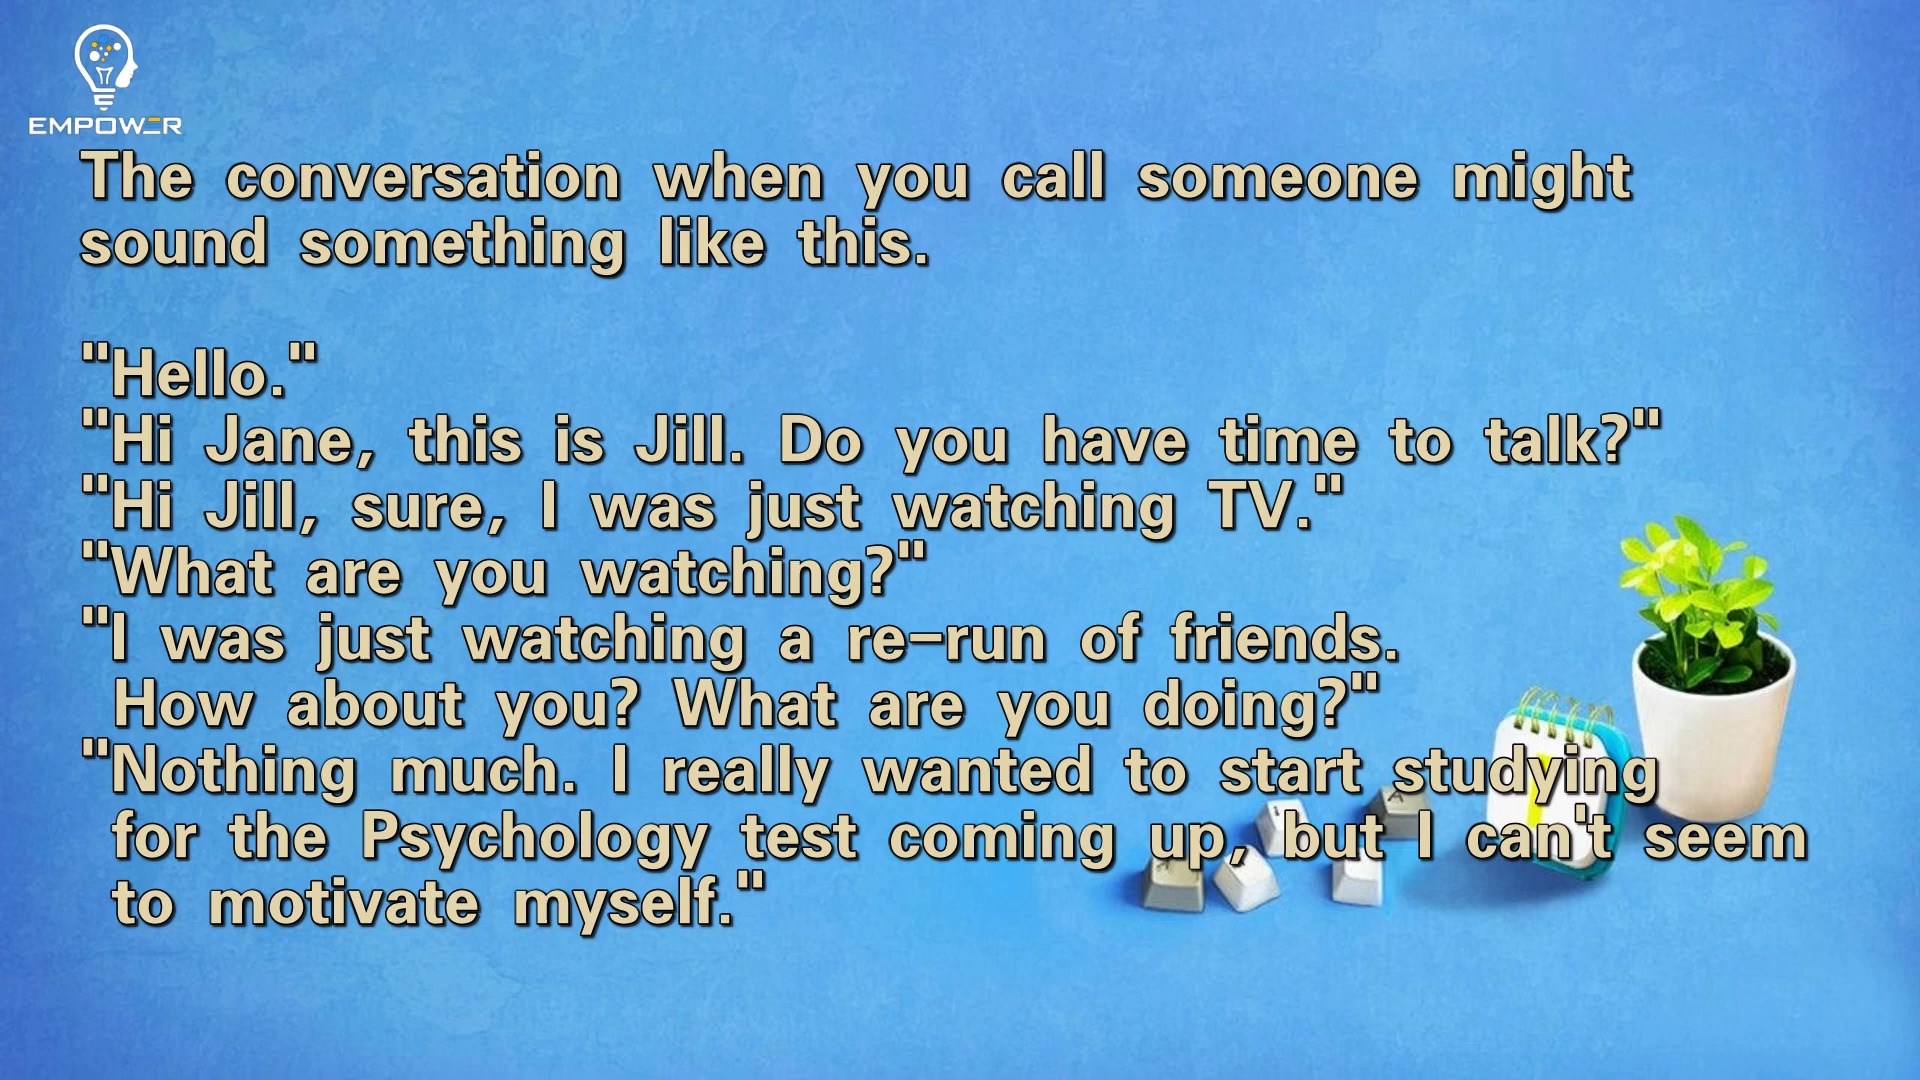 EMPOWER
The conversation when you call someone might
sound something like this.
"Hello."
"Hi Jane, this is Jill. Do you have time to talk?"
"Hi Jill, sure, I was just watching TV."
"What are you watching?"
"I was just watching a re-run of friends.
How about you? What are you doing?"
"Nothing much. I really wanted to start studying
for the Psychology test coming up, but I can't seem
to motivate myself."